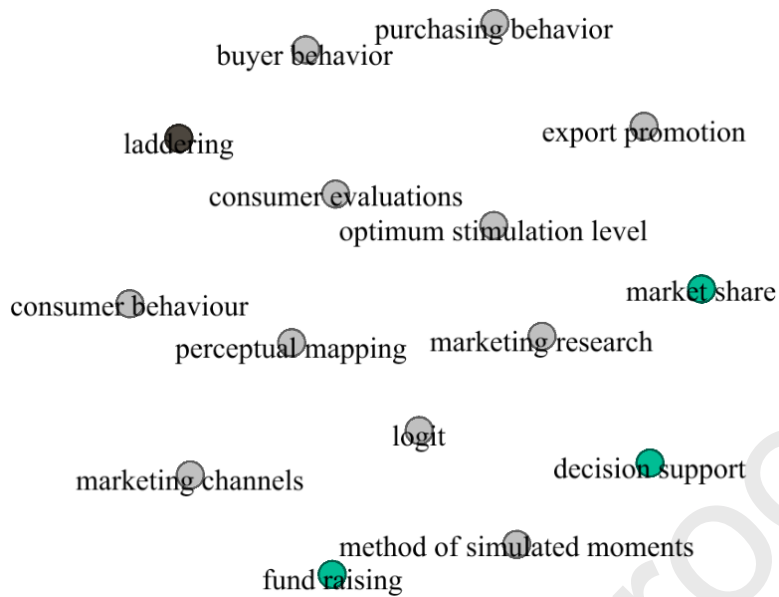 purchasing behavior
buyer behavior
export promotion
laddering
consumer evaluations
optimum stimulation level
market share
consumer behaviour
perceptual mapping
marketing research
logit
decision support
marketing channels
method of simulated moments
fund raising